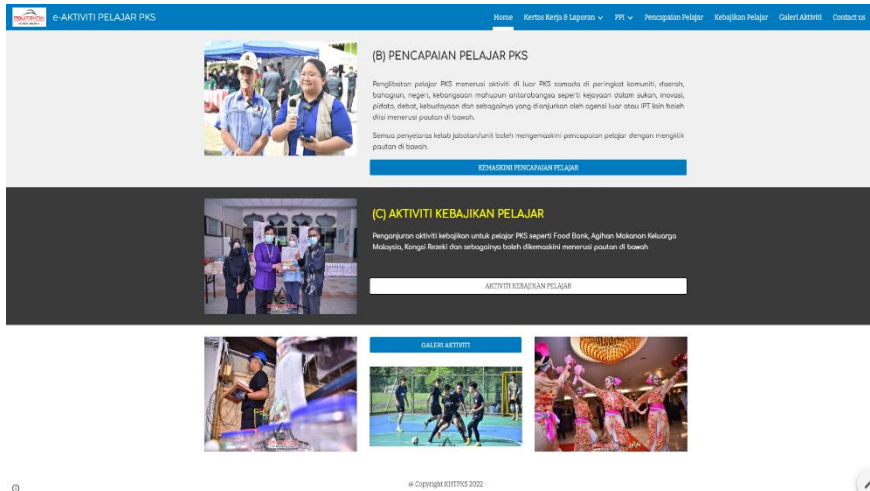 e-AKTIVITI PELAJAR PKS
Home Kertas Kerja & Laporan PPI Pencapaian Pelajar Kebajikan Pelajar Galeri Aktiviti Contact us
(B) PENCAPAIAN PELAJAR PKS
Penglibatan pelajar PKS menerusi aktiviti di luar PKS samada di peringkat komuniti, daerah,
bahagian, negeri, kebangsaan mahupun antarabangsa seperti kejayaan dalam sukan, inovasi,
pidato, debat, kebudayaan dan sebagainya yang dianjurkan oleh agensi luar atau IPT lain boleh
diisi menerusi pautan di bawah.
Semua penyelaras kelab jabatan/unit boleh mengemaskini pencapaian pelajar dengan mengklik
pautan di bawah.
KEMASKINI PENCAPAIAN PELAJAR
(C) AKTIVITI KEBAJIKAN PELAJAR
Penganjuran aktiviti kebajikan untuk pelajar PKS seperti Food Bank, Agihan Makanan Keluarga
Malaysia, Kongsi Rezeki dan sebagainya boleh dikemaskini menerusi pautan di bawah
AKTIVITI KEBAJIKAN PELAJAR
GALERI AKTIVITI
@ Copyright KHTPKS 2022